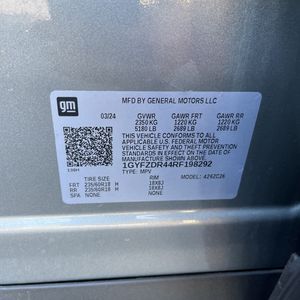 gm
MFD BY GENERAL MOTORS LLC
03/24 GVWR GAWR FRT GAWR RR
2350 KG 1220 KG 1220 KG
5180 LB 2689 LB 2689 LB
THIS VEHICLE CONFORMS TO ALL
APPLICABLE U.S. FEDERAL MOTOR
VEHICLE SAFETY AND THEFT PREVENTION
STANDARDS IN EFFECT ON THE DATE OF
MANUFACTURE SHOWN ABOVE.
1GYFZDR44RF198292
TYPE: MPV
TIRE SIZE RIM MODEL: 4262C26
FRT 235/60R18 H 18X8J
RR 235/60R18 H 18X8J
SPA NONE NONE